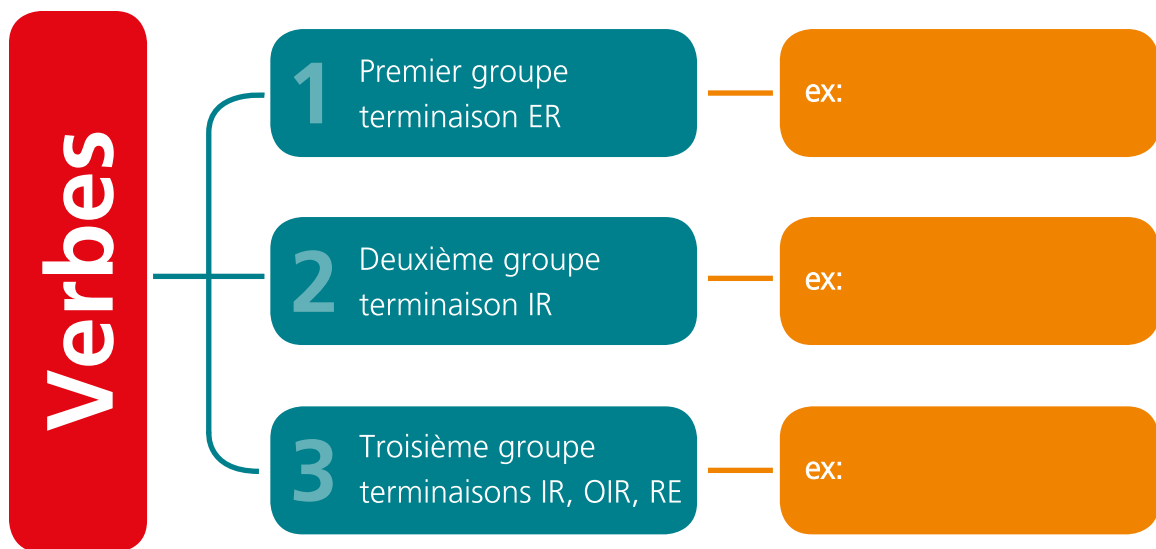 Verbes
1
Premier groupe
terminaison ER
ex:
2
Deuxième groupe
terminaison IR
ex:
3
Troisième groupe
terminaisons IR, OIR, RE
ex: